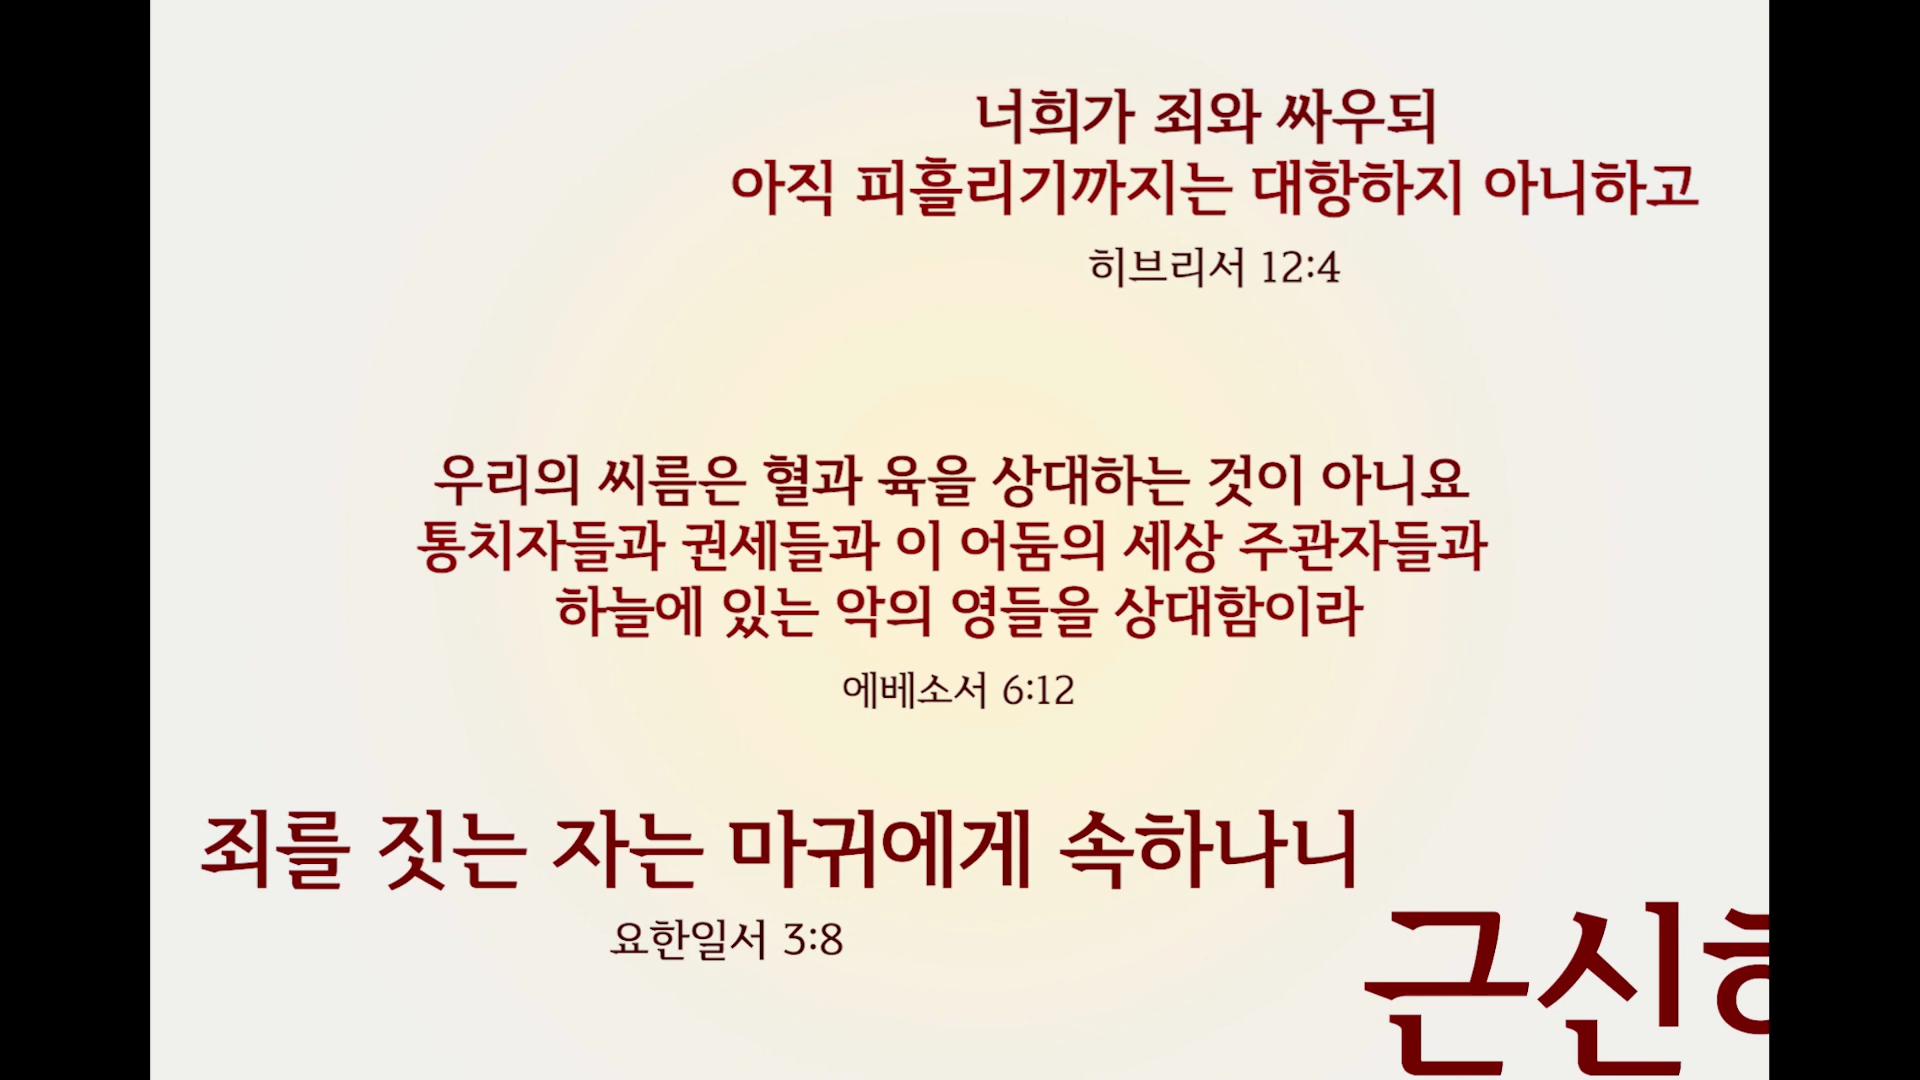 너희가 죄와 싸우되
아직 피흘리기까지는 대항하지 아니하고
히브리서 12:4
우리의 씨름은 혈과 육을 상대하는 것이 아니요
통치자들과 권세들과 이 어둠의 세상 주관자들과
하늘에 있는 악의 영들을 상대함이라
에베소서 6:12
죄를 짓는 자는 마귀에게 속하나니
요한일서 3:8
근신